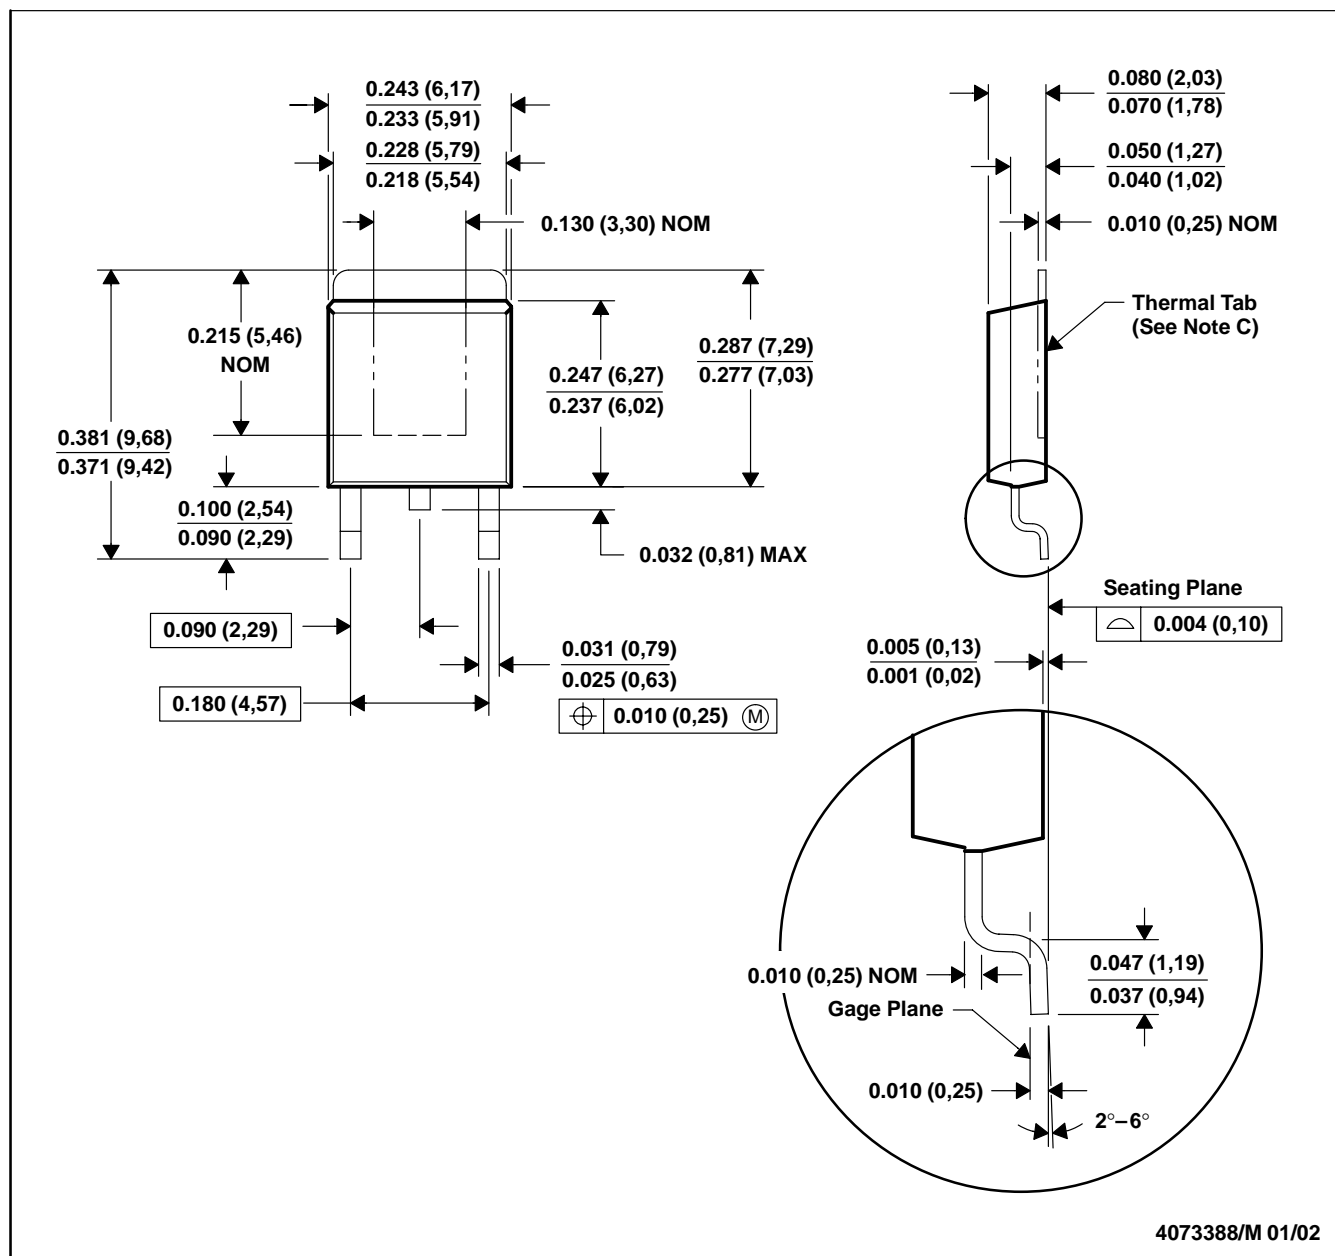 0.243 (6,17)
0.233 (5,91)
0.228 (5,79)
0.218 (5,54)
0.130 (3,30) NOM
0.215 (5,46)
NOM
0.287 (7,29)
0.277 (7,03)
0.247 (6,27)
0.237 (6,02)
0.381 (9,68)
0.371 (9,42)
0.100 (2,54)
0.090 (2,29)
0.032 (0,81) MAX
0.090 (2,29)
0.031 (0,79)
0.025 (0,63)
0.180 (4,57)
0.010 (0,25) Ⓜ
0.080 (2,03)
0.070 (1,78)
0.050 (1,27)
0.040 (1,02)
0.010 (0,25) NOM
Thermal Tab
(See Note C)
Seating Plane
0.004 (0,10)
0.005 (0,13)
0.001 (0,02)
0.010 (0,25) NOM
0.047 (1,19)
0.037 (0,94)
Gage Plane
0.010 (0,25)
2°–6°
4073388/M 01/02